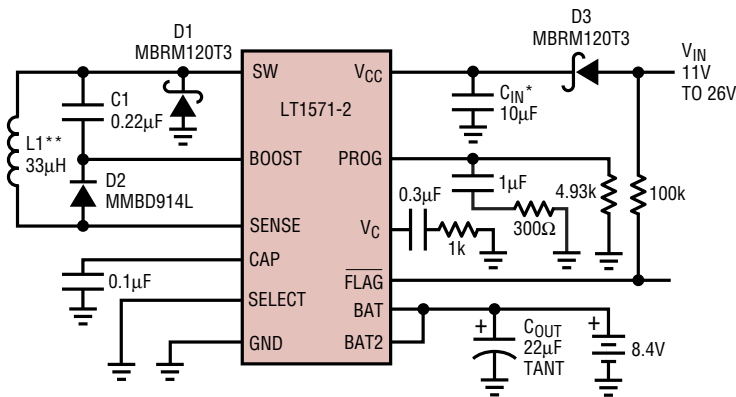 D1
MBRM120T3
D3
MBRM120T3
V_IN
11V
TO 26V
SW
V_CC
C1
0.22µF
LT1571-2
C_IN*
10µF
L1**
33µH
BOOST
PROG
D2
MMBD914L
1µF
0.3µF
4.93k
100k
300Ω
SENSE
V_C
1k
CAP
0.1µF
FLAG
SELECT
BAT
+
C_OUT
22µF
TANT
+
8.4V
GND
BAT2